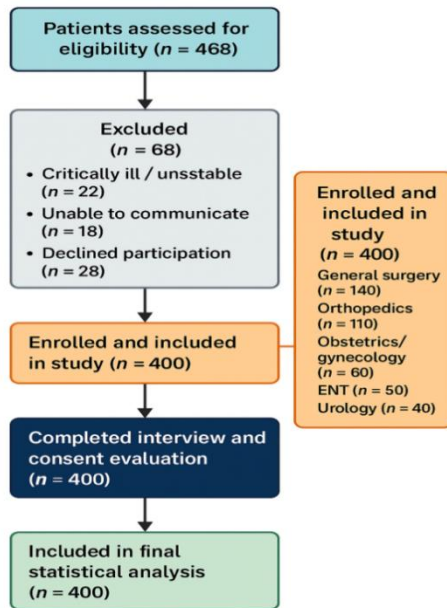 Patients assessed for
eligibility (n = 468)
Excluded
(n = 68)
• Critically ill / unsstable
(n = 22)
• Unable to communicate
(n = 18)
• Declined participation
(n = 28)
Enrolled and included
in study (n = 400)
Enrolled and
included in
study
(n = 400)
General surgery
(n = 140)
Orthopedics
(n = 110)
Obstetrics/
gynecology
(n = 60)
ENT (n = 50)
Urology (n = 40)
Completed interview and
consent evaluation
(n = 400)
Included in final
statistical analysis
(n = 400)